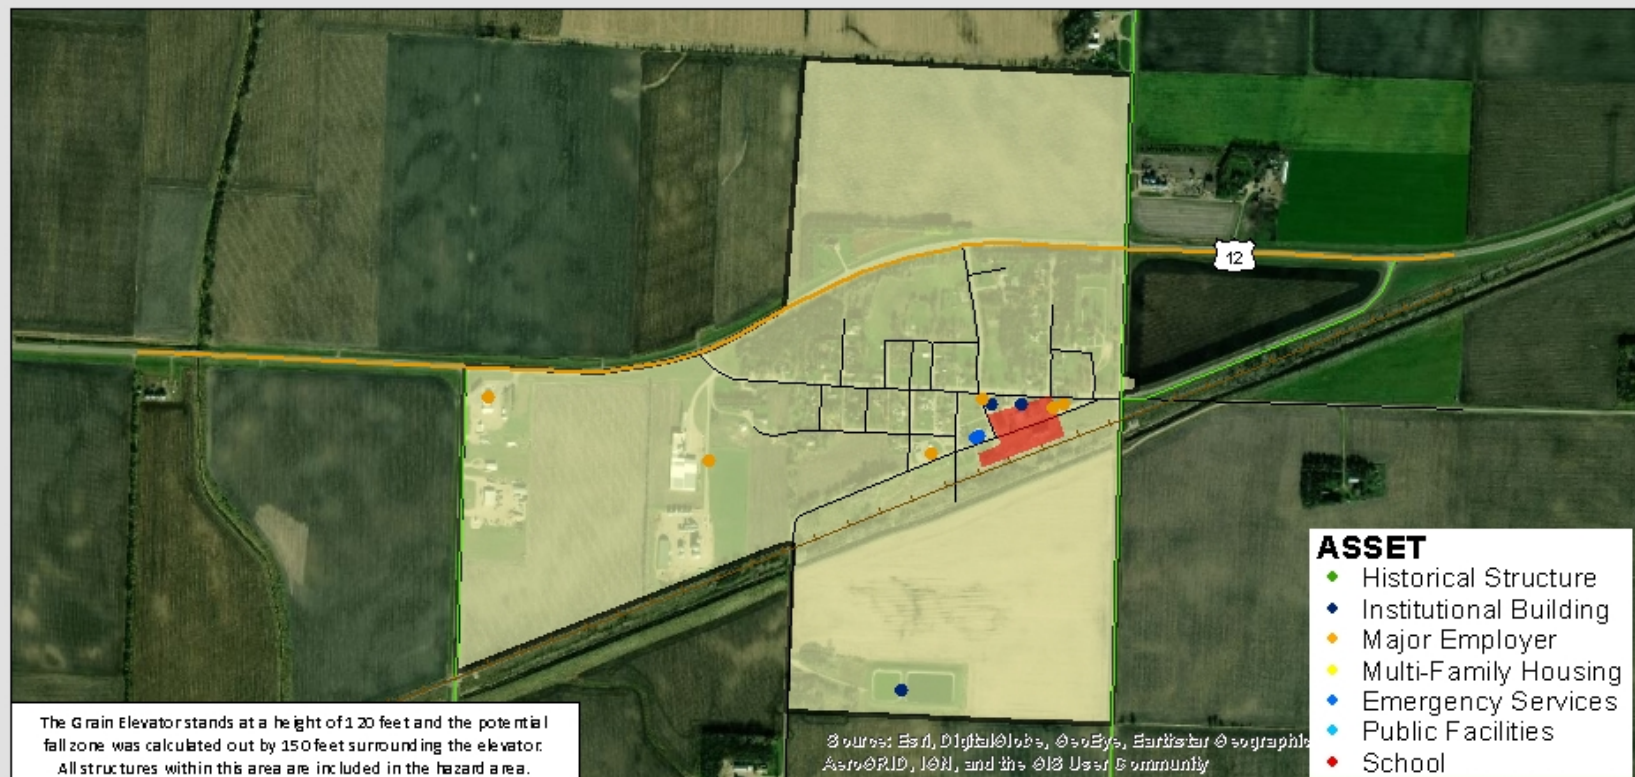 12
ASSET
Historical Structure
Institutional Building
Major Employer
Multi-Family Housing
Emergency Services
Public Facilities
School
The Grain Elevator stands at a height of 120 feet and the potential
fall zone was calculated out by 150 feet surrounding the elevator.
All structures within this area are included in the hazard area.
Source: Esri, DigitalGlobe, GeoEye, Earthstar Geographic
AeroGRID, IGN, and the GIS User Community